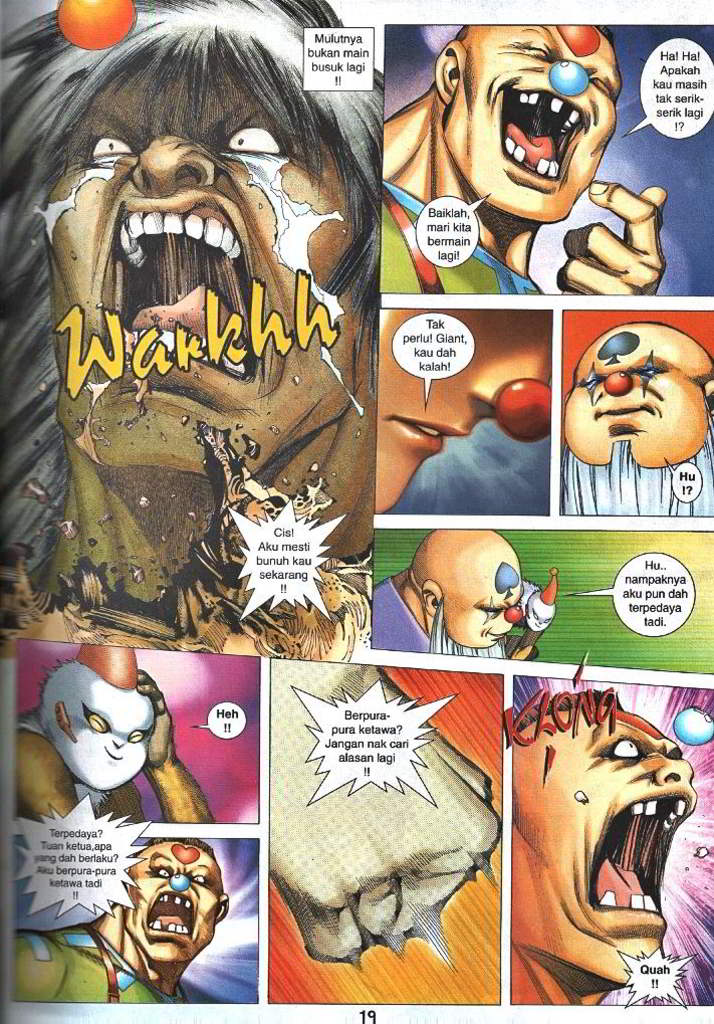 Mulutnya
bukan main
busuk lagi
!!
Warkhh
Cis!
Aku mesti
bunuh kau
sekarang
!!
Ha! Ha!
Apakah
kau masih
tak serik-
serik lagi
!?
Baiklah,
mari kita
bermain
lagi!
Tak
perlu! Giant,
kau dah
kalah!
Hu
!?
Hu..
nampaknya
aku pun dah
terpedaya
tadi.
Heh
!!
Terpedaya?
Tuan ketua,apa
yang dah berlaku?
Aku berpura-pura
ketawa tadi
!!
Berpura-
pura ketawa?
Jangan nak cari
alasan lagi
!!
KLONG
Quah
!!
19